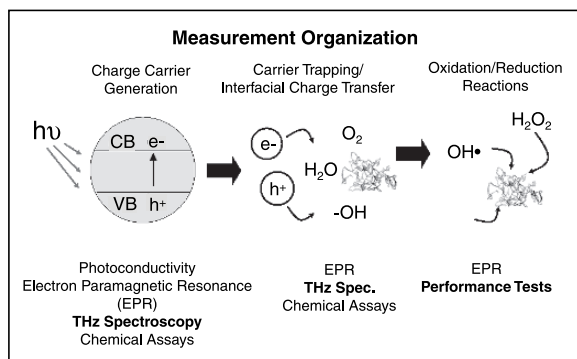 Measurement Organization
Charge Carrier
Generation
hυ
CB e-
VB h+
Photoconductivity
Electron Paramagnetic Resonance
(EPR)
THz Spectroscopy
Chemical Assays
Carrier Trapping/
Interfacial Charge Transfer
e-
O2
H2O
h+
-OH
EPR
THz Spec.
Chemical Assays
Oxidation/Reduction
Reactions
H2O2
OH•
EPR
Performance Tests